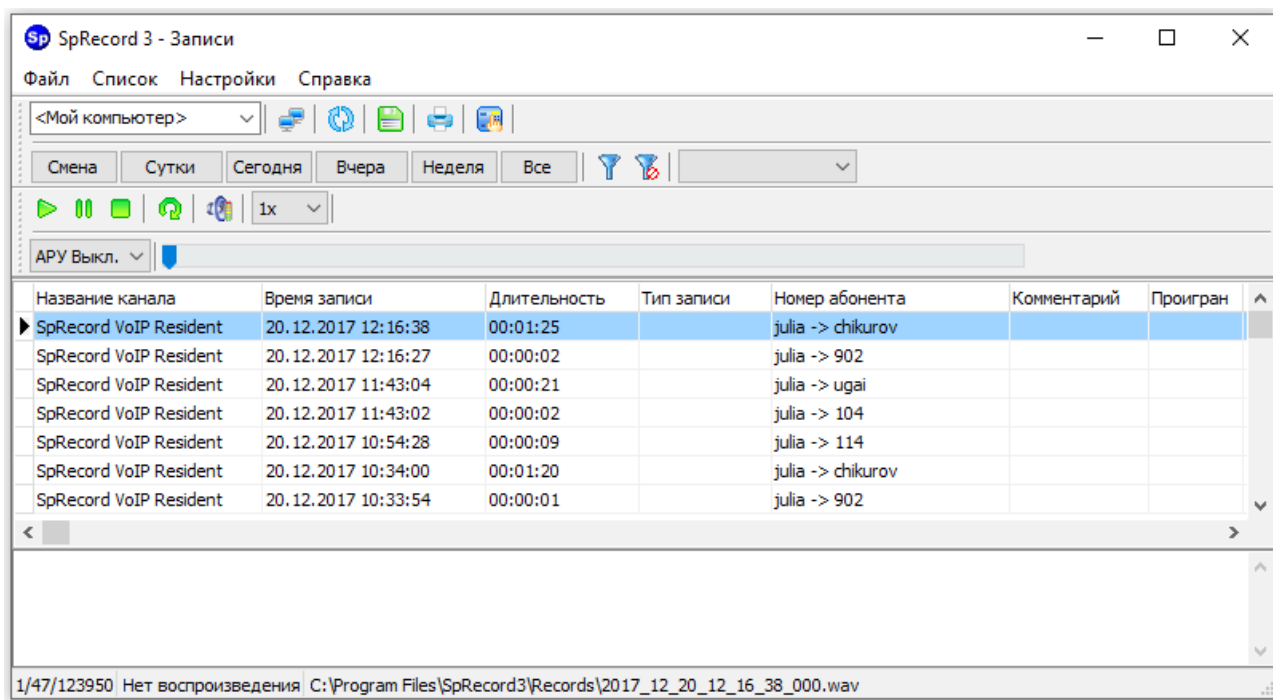 Sp SpRecord 3 - Записи
Файл Список Настройки Справка
<Мой компьютер>
Смена Сутки Сегодня Вчера Неделя Все
1x
АРУ Выкл.
Название канала Время записи Длительность Тип записи Номер абонента Комментарий Проигран
SpRecord VoIP Resident 20.12.2017 12:16:38 00:01:25 julia -> chikurov
SpRecord VoIP Resident 20.12.2017 12:16:27 00:00:02 julia -> 902
SpRecord VoIP Resident 20.12.2017 11:43:04 00:00:21 julia -> ugai
SpRecord VoIP Resident 20.12.2017 11:43:02 00:00:02 julia -> 104
SpRecord VoIP Resident 20.12.2017 10:54:28 00:00:09 julia -> 114
SpRecord VoIP Resident 20.12.2017 10:34:00 00:01:20 julia -> chikurov
SpRecord VoIP Resident 20.12.2017 10:33:54 00:00:01 julia -> 902
1/47/123950 Нет воспроизведения C:\Program Files\SpRecord3\Records\2017_12_20_12_16_38_000.wav